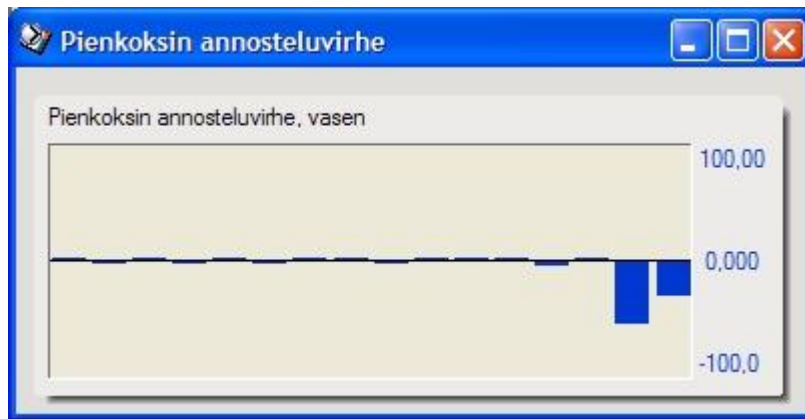 Pienkoksin annosteluvirhe
Pienkoksin annosteluvirhe, vasen
100,00
0,000
-100,0